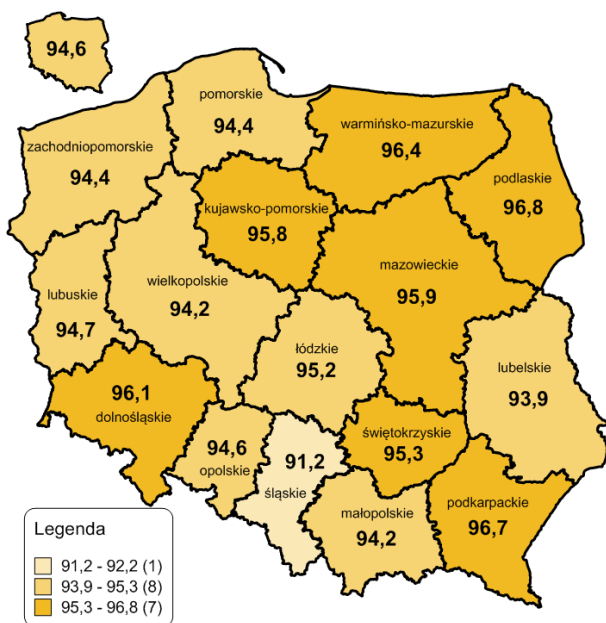 94,6
pomorskie
94,4
warmińsko-mazurskie
96,4
zachodniopomorskie
94,4
podlaskie
96,8
kujawsko-pomorskie
95,8
mazowieckie
95,9
wielkopolskie
94,2
lubuskie
94,7
łódzkie
95,2
lubelskie
93,9
96,1
dolnośląskie
świętokrzyskie
95,3
94,6
opolskie
91,2
śląskie
małopolskie
94,2
podkarpackie
96,7
Legenda
91,2 - 92,2 (1)
93,9 - 95,3 (8)
95,3 - 96,8 (7)